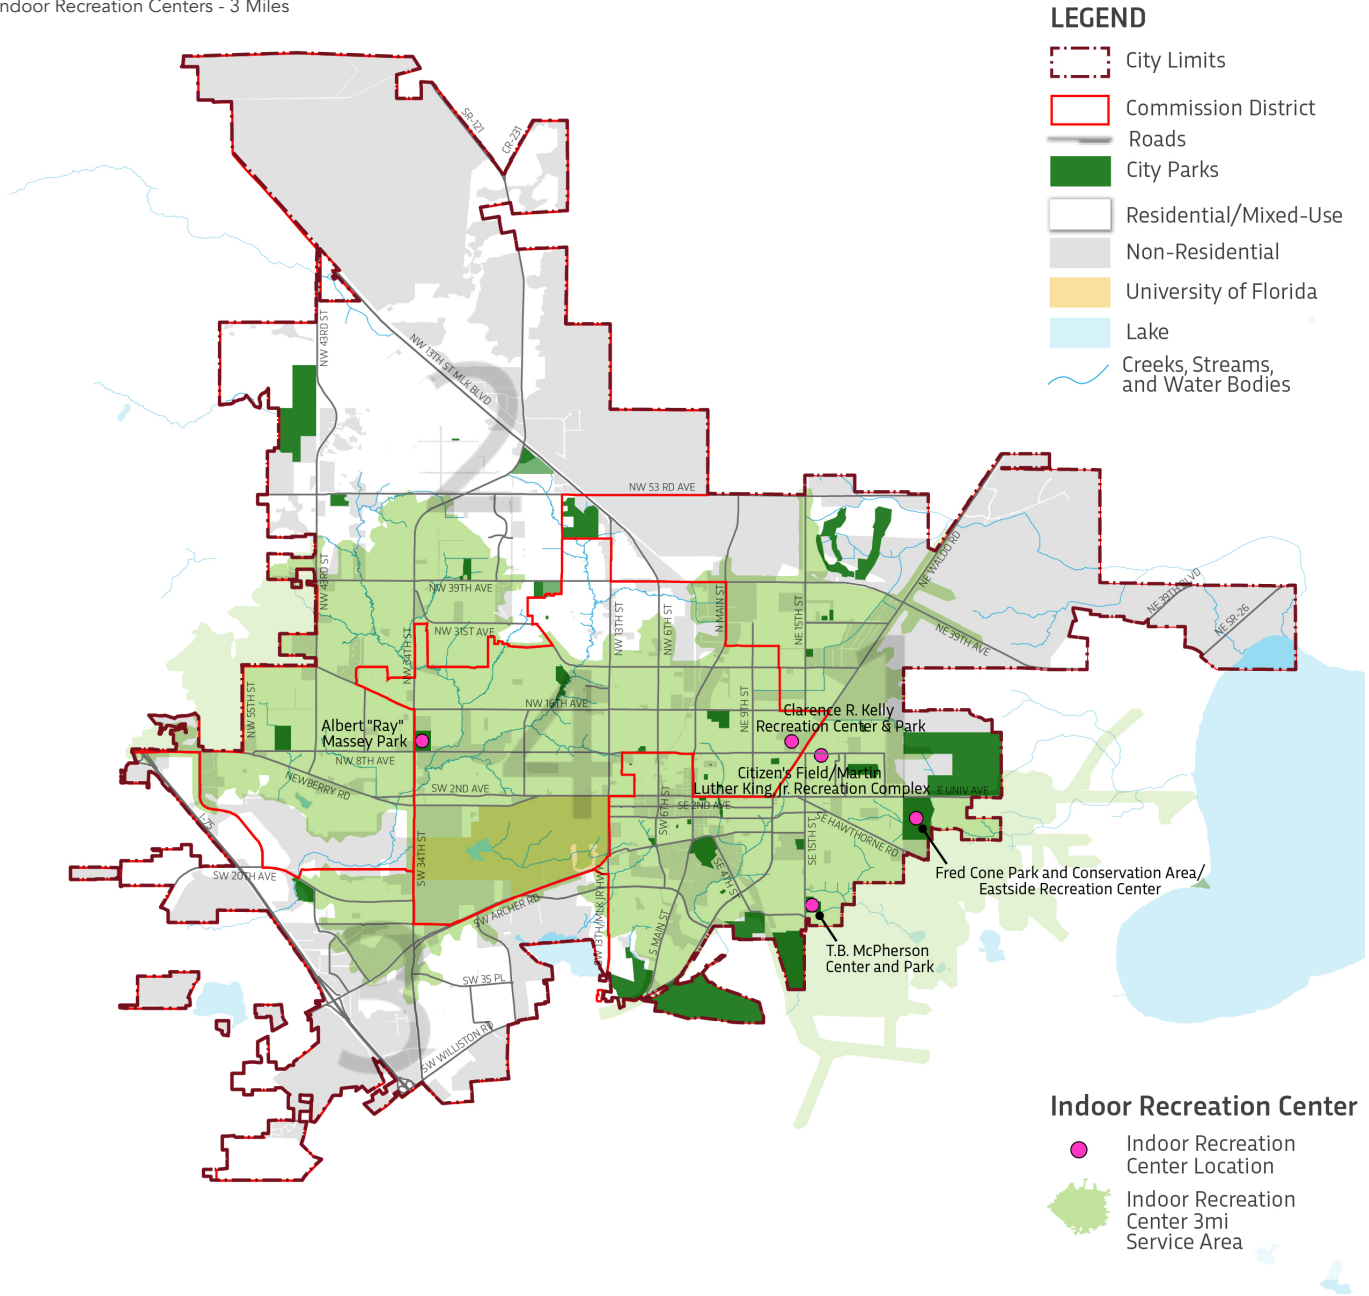 ndoor Recreation Centers - 3 Miles
LEGEND
City Limits
Commission District
Roads
City Parks
Residential/Mixed-Use
Non-Residential
University of Florida
Lake
Creeks, Streams,
and Water Bodies
SR-121
CR-231
NW 43RD ST
NW 13TH ST MLK BLVD
2
NW 53 RD AVE
NE WALDO RD
NW 43RD ST
NW 39TH AVE
NE 39TH BLVD
NE SR-26
NW 31ST AVE
NW 34TH ST
NW 13TH ST
NW 6TH ST
N MAIN ST
NE 15TH ST
NE 39TH AVE
NW 55TH ST
NW 16TH AVE
NE 9TH ST
4
Clarence R. Kelly
Recreation Center & Park
Albert "Ray"
Massey Park
NW 8TH AVE
Citizen's Field/Martin
Luther King Jr. Recreation Complex
NEWBERRY RD
SW 2ND AVE
E UNIV AVE
SE 2ND AVE
SW 6TH ST
I-75
SE HAWTHORNE RD
SW 34TH ST
SE 15TH ST
SW 20TH AVE
SE 4TH ST
Fred Cone Park and Conservation Area/
Eastside Recreation Center
SW ARCHER RD
SW 13TH/MLK JR HWY
S MAIN ST
T.B. McPherson
Center and Park
3
SW 35 PL
SW WILLISTON RD
Indoor Recreation Center
Indoor Recreation
Center Location
Indoor Recreation
Center 3mi
Service Area